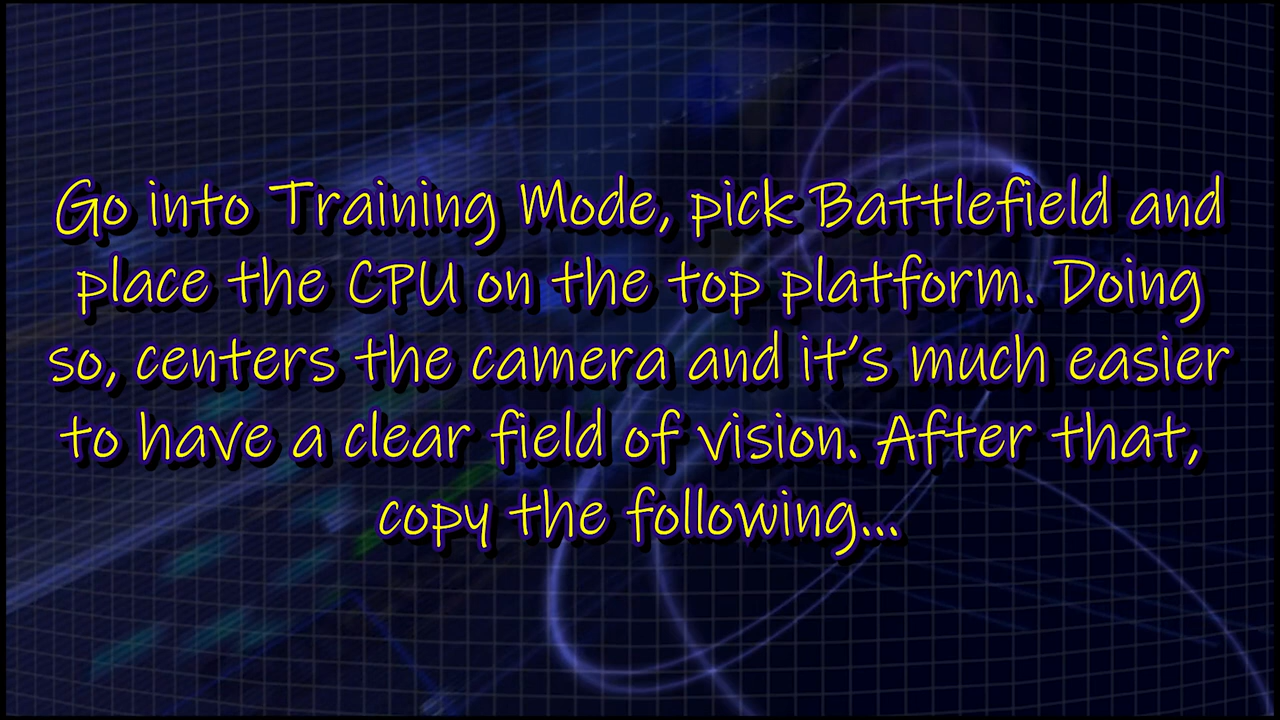 Go into Training Mode, pick Battlefield and
place the CPU on the top platform. Doing
so, centers the camera and it's much easier
to have a clear field of vision. After that,
copy the following...